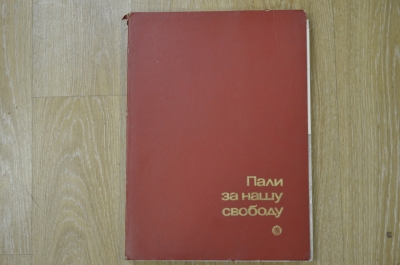 Пали
за нашу
свободу